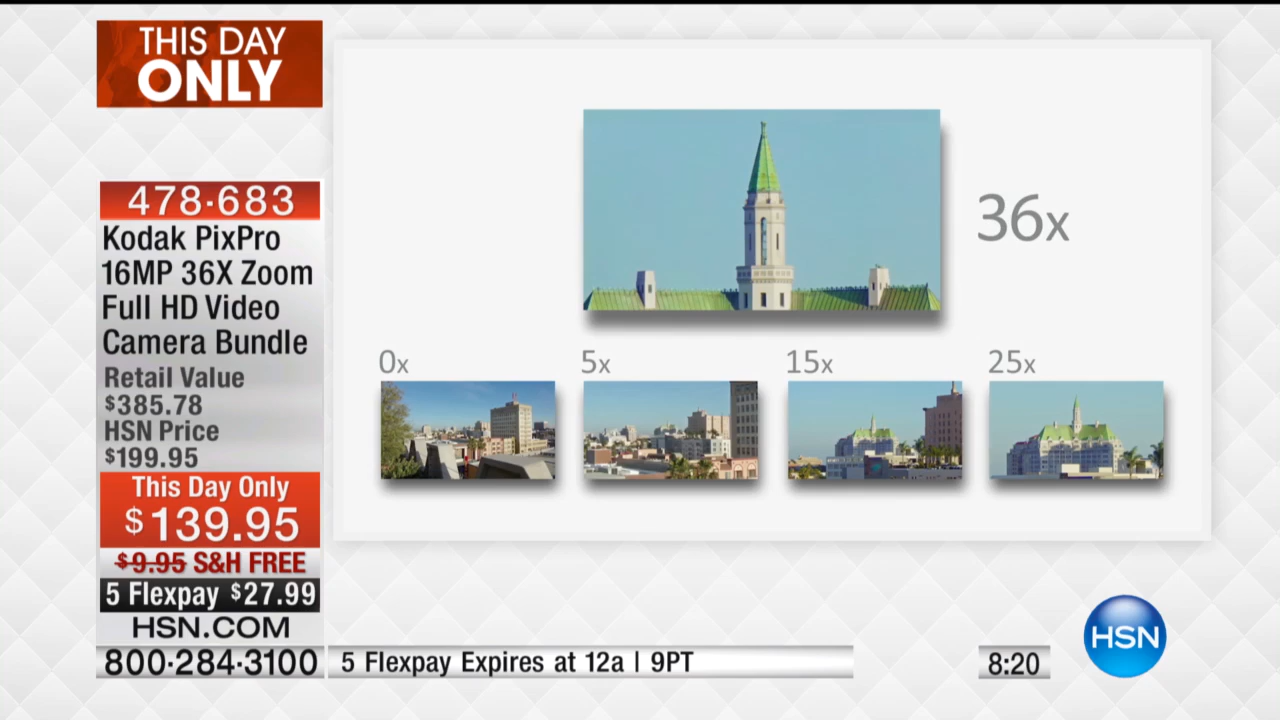 THIS DAY
ONLY
478·683
Kodak PixPro
16MP 36X Zoom
Full HD Video
Camera Bundle
Retail Value
$385.78
HSN Price
$199.95
This Day Only
$139.95
$9.95 S&H FREE
5 Flexpay $27.99
HSN.COM
800·284·3100
36x
0x
5x
15x
25x
5 Flexpay Expires at 12a | 9PT
8:20
HSN